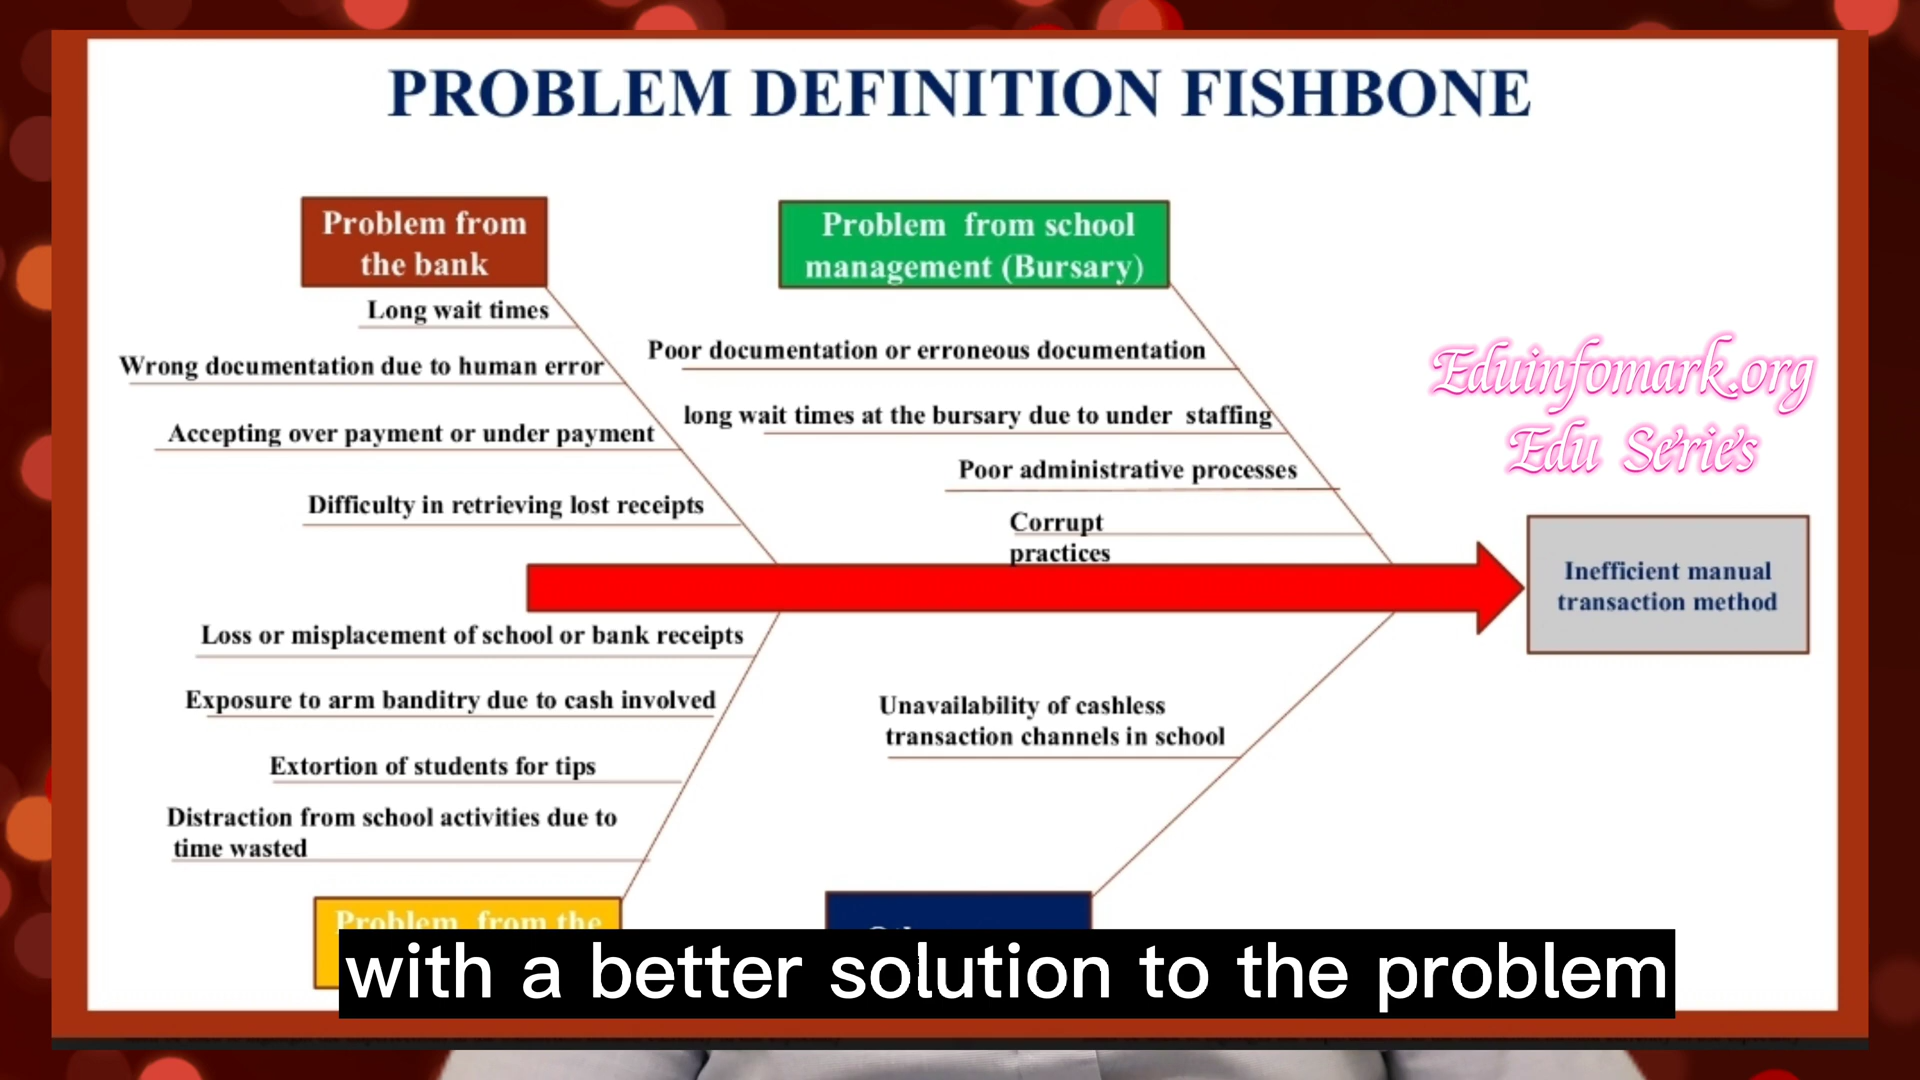 PROBLEM DEFINITION FISHBONE
Problem from
the bank
Problem from school
management (Bursary)
Long wait times
Wrong documentation due to human error
Accepting over payment or under payment
Difficulty in retrieving lost receipts
Poor documentation or erroneous documentation
long wait times at the bursary due to under staffing
Poor administrative processes
Corrupt
practices
Eduinfomark.org
Edu Series
Inefficient manual
transaction method
Loss or misplacement of school or bank receipts
Exposure to arm banditry due to cash involved
Extortion of students for tips
Distraction from school activities due to
time wasted
Unavailability of cashless
transaction channels in school
Problem from the
with a better solution to the problem